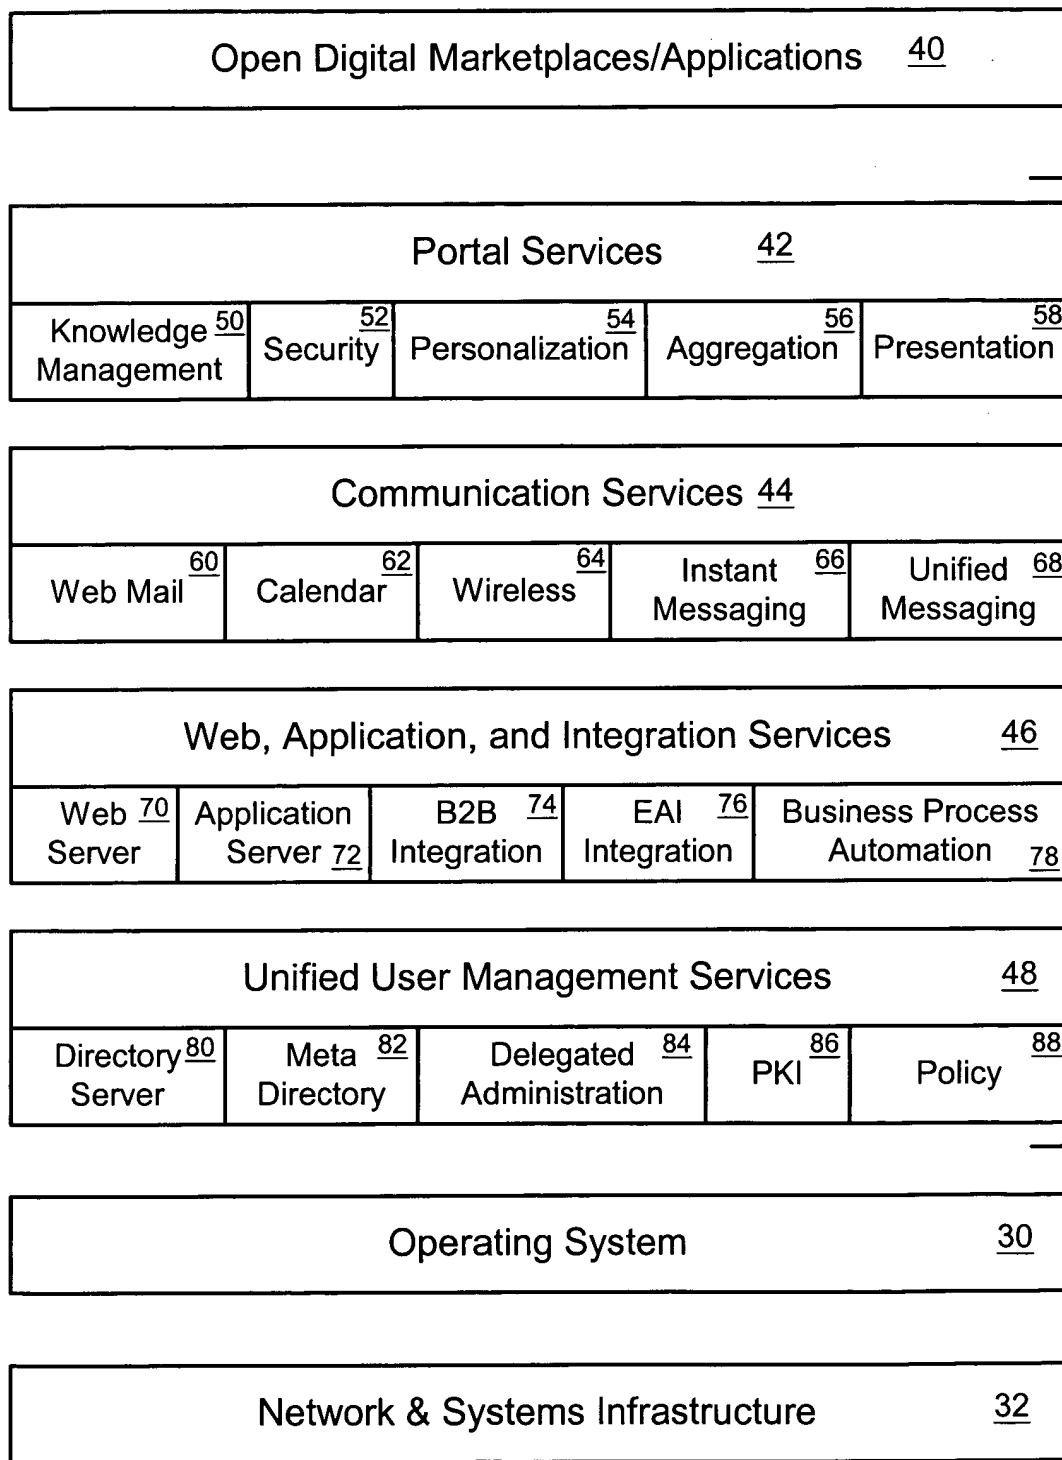 Open Digital Marketplaces/Applications 40
Portal Services 42
Knowledge 50
Management
Security 52
Personalization 54
Aggregation 56
Presentation 58
Communication Services 44
Web Mail 60
Calendar 62
Wireless 64
Instant 66
Messaging
Unified 68
Messaging
Web, Application, and Integration Services 46
Web 70
Server
Application
Server 72
B2B 74
Integration
EAI 76
Integration
Business Process
Automation 78
Unified User Management Services 48
Directory 80
Server
Meta 82
Directory
Delegated 84
Administration
PKI 86
Policy 88
Operating System 30
Network & Systems Infrastructure 32